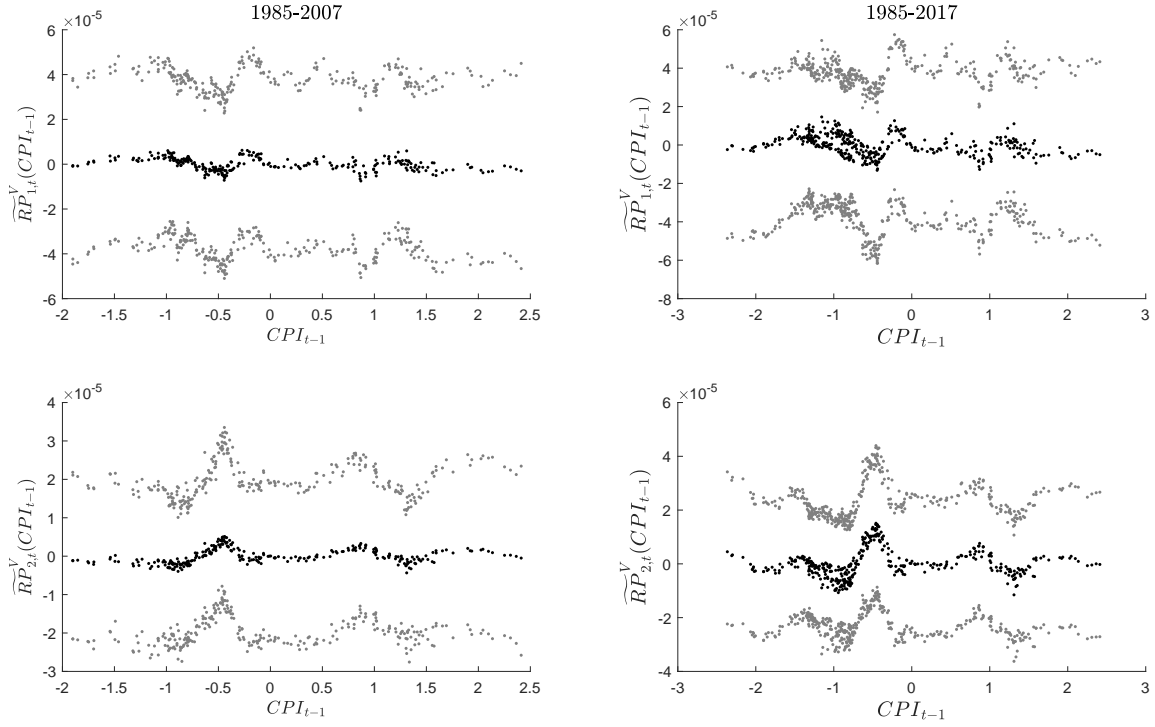 1985-2007
×10⁻⁵
6
4
2
0
-2
-4
-6
-2 -1.5 -1 -0.5 0 0.5 1 1.5 2 2.5
CPI_{t−1}
\widetilde{RP}^V_{1,t}(CPI_{t−1})
1985-2017
×10⁻⁵
6
4
2
0
-2
-4
-6
-8
-3 -2 -1 0 1 2 3
CPI_{t−1}
\widetilde{RP}^V_{1,t}(CPI_{t−1})
×10⁻⁵
4
3
2
1
0
-1
-2
-3
-2 -1.5 -1 -0.5 0 0.5 1 1.5 2 2.5
CPI_{t−1}
\widetilde{RP}^V_{2,t}(CPI_{t−1})
×10⁻⁵
6
4
2
0
-2
-4
-3 -2 -1 0 1 2 3
CPI_{t−1}
\widetilde{RP}^V_{2,t}(CPI_{t−1})